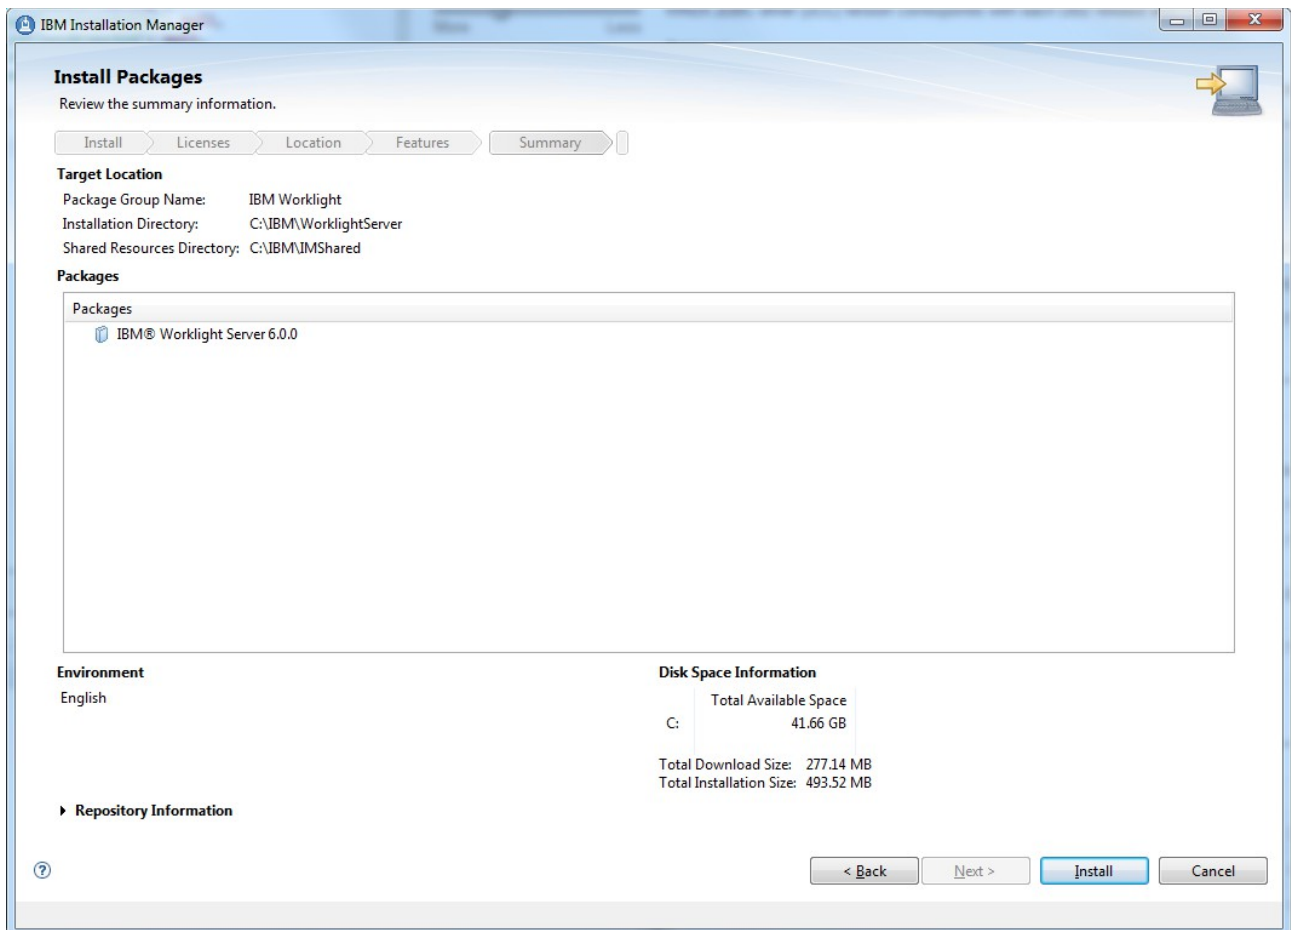 IBM Installation Manager
Install Packages
Review the summary information.
Install Licenses Location Features Summary
Target Location
Package Group Name: IBM Worklight
Installation Directory: C:\IBM\WorklightServer
Shared Resources Directory: C:\IBM\IMShared
Packages
Packages
IBM® Worklight Server 6.0.0
Environment
English
Disk Space Information
Total Available Space
C: 41.66 GB
Total Download Size: 277.14 MB
Total Installation Size: 493.52 MB
Repository Information
? < Back Next > Install Cancel